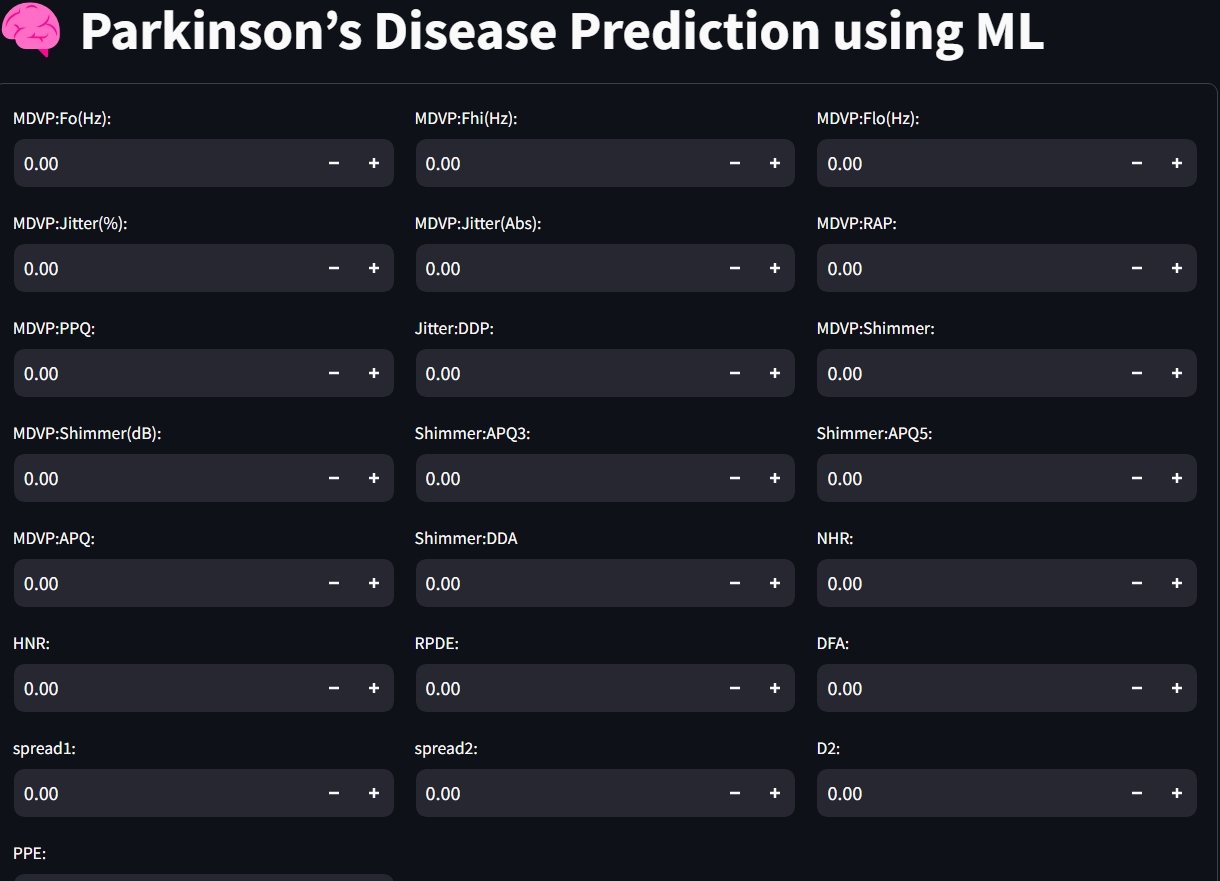 Parkinson’s Disease Prediction using ML
MDVP:Fo(Hz): MDVP:Fhi(Hz): MDVP:Flo(Hz):
0.00 − + 0.00 − + 0.00 − +
MDVP:Jitter(%): MDVP:Jitter(Abs): MDVP:RAP:
0.00 − + 0.00 − + 0.00 − +
MDVP:PPQ: Jitter:DDP: MDVP:Shimmer:
0.00 − + 0.00 − + 0.00 − +
MDVP:Shimmer(dB): Shimmer:APQ3: Shimmer:APQ5:
0.00 − + 0.00 − + 0.00 − +
MDVP:APQ: Shimmer:DDA NHR:
0.00 − + 0.00 − + 0.00 − +
HNR: RPDE: DFA:
0.00 − + 0.00 − + 0.00 − +
spread1: spread2: D2:
0.00 − + 0.00 − + 0.00 − +
PPE: